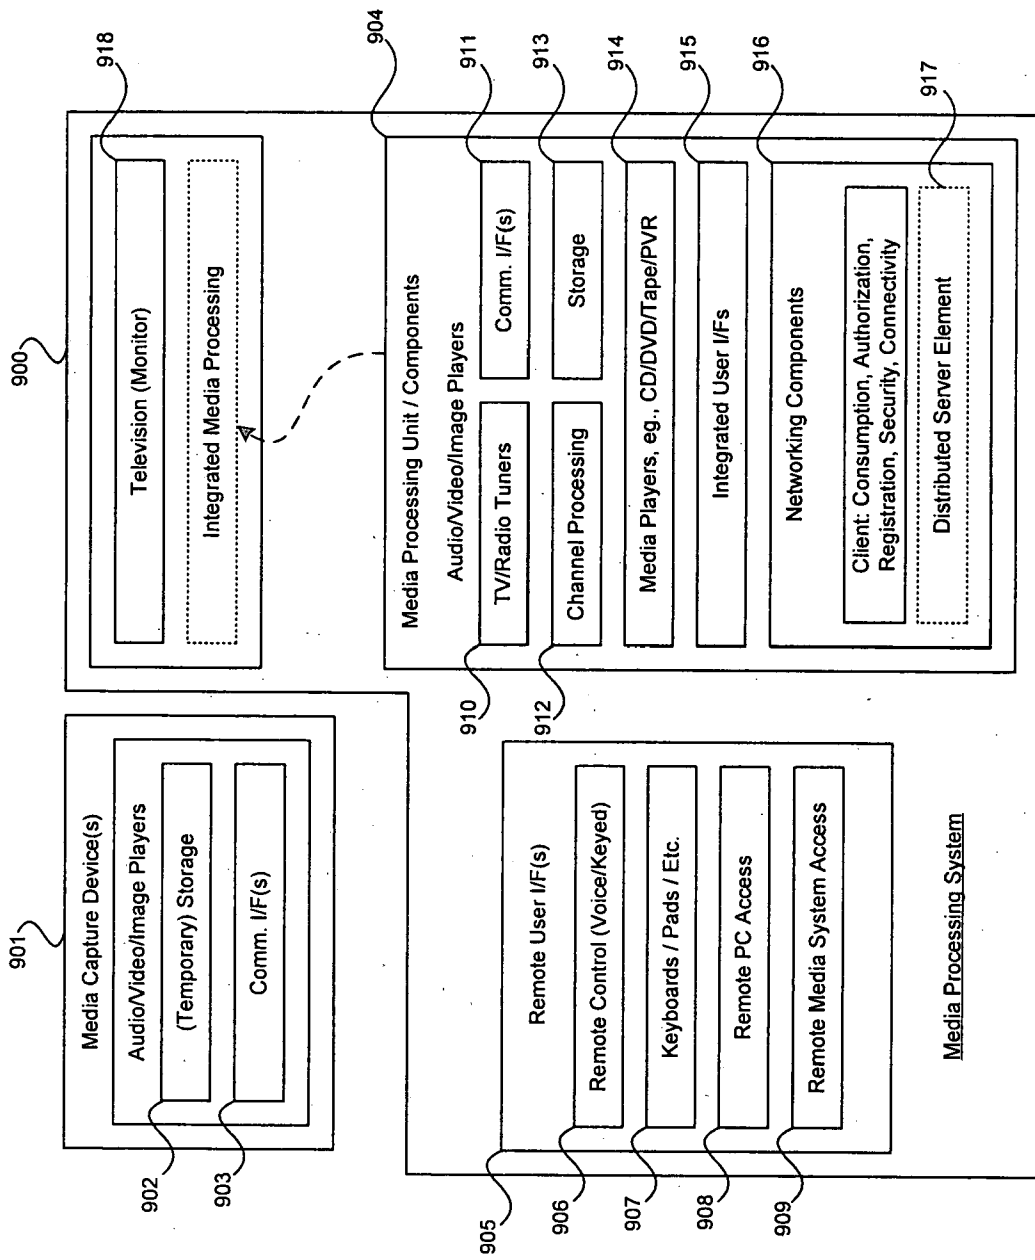 901
Media Capture Device(s)
Audio/Video/Image Players
902
(Temporary) Storage
903
Comm. I/F(s)
900
918
Television (Monitor)
Integrated Media Processing
904
Media Processing Unit / Components
Audio/Video/Image Players
910
TV/Radio Tuners
911
Comm. I/F(s)
912
Channel Processing
913
Storage
914
Media Players, eg., CD/DVD/Tape/PVR
915
Integrated User I/Fs
916
Networking Components
Client: Consumption, Authorization,
Registration, Security, Connectivity
917
Distributed Server Element
905
Remote User I/F(s)
906
Remote Control (Voice/Keyed)
907
Keyboards / Pads / Etc.
908
Remote PC Access
909
Remote Media System Access
Media Processing System